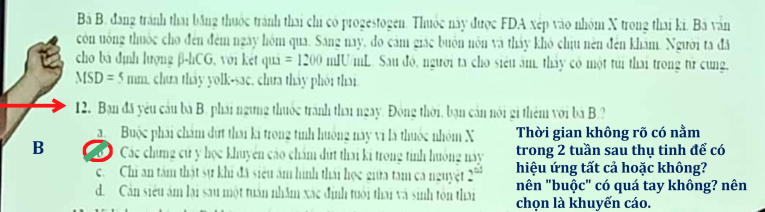 Bà B. đang tránh thai bằng thuốc tránh thai chỉ có progestogen. Thuốc này được FDA xếp vào nhóm X trong thai kì. Bà vẫn
còn uống thuốc cho đến đêm ngày hôm qua. Sáng nay, do cảm giác buồn nôn và thấy khó chịu nên đến khám. Người ta đã
cho bà định lượng β-hCG, với kết quả = 1200 mIU/mL. Sau đó, người ta cho siêu âm, thấy có một túi thai trong tử cung,
MSD = 5 mm, chưa thấy yolk-sac, chưa thấy phôi thai.
12. Bạn đã yêu cầu bà B. phải ngưng thuốc tránh thai ngay. Đồng thời, bạn cần nói gì thêm với bà B.?
a. Buộc phải chấm dứt thai kì trong tình huống này vì là thuốc nhóm X
B
Các chứng cứ y học khuyến cáo chấm dứt thai kì trong tình huống này
c. Chỉ an tâm thật sự khi đã siêu âm hình thái học giữa tam cá nguyệt 2nd
d. Cần siêu âm lại sau một tuần nhằm xác định tuổi thai và sinh tồn thai
Thời gian không rõ có nằm
trong 2 tuần sau thụ tinh để có
hiệu ứng tất cả hoặc không?
nên "buộc" có quá tay không? nên
chọn là khuyến cáo.